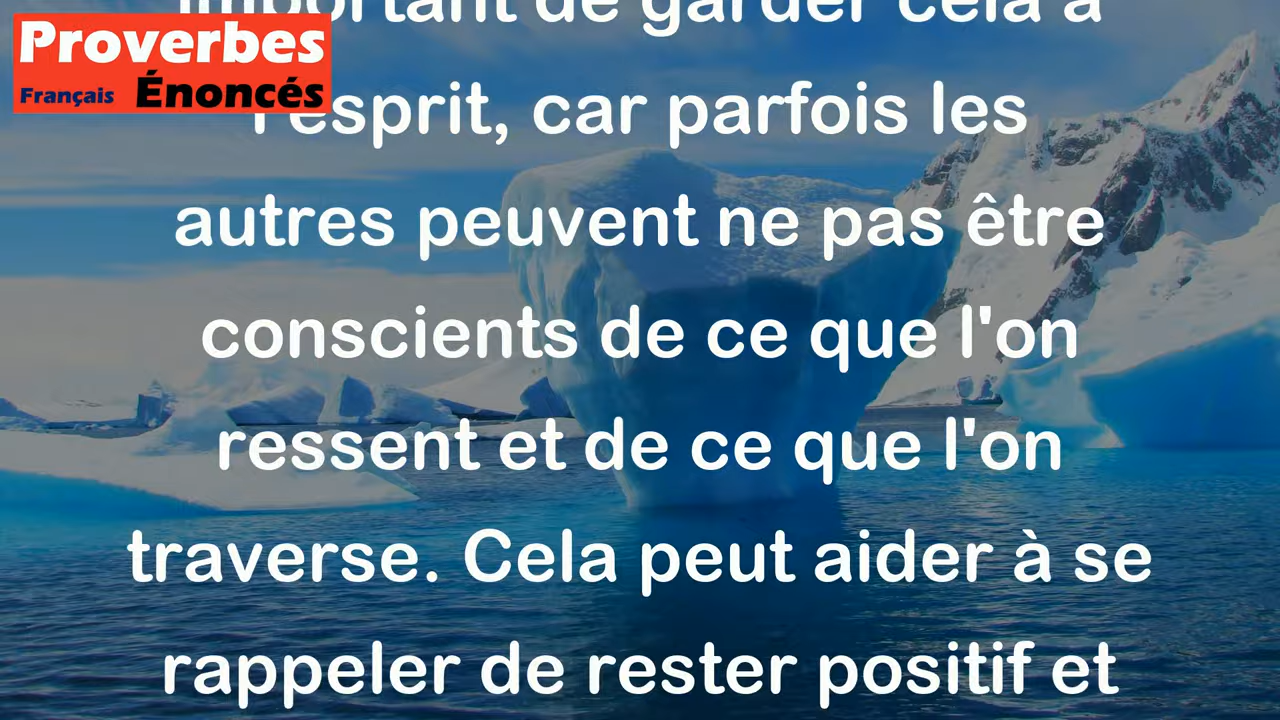 Proverbes
Français Énoncés
important de garder cela à
l'esprit, car parfois les
autres peuvent ne pas être
conscients de ce que l'on
ressent et de ce que l'on
traverse. Cela peut aider à se
rappeler de rester positif et